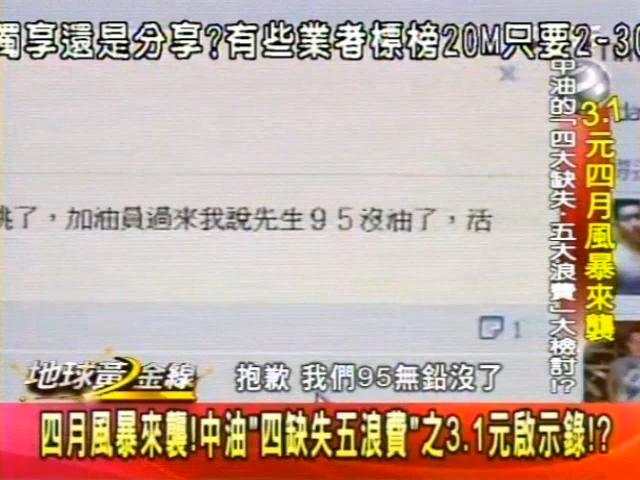 獨享還是分享?有些業者標榜20M只要2-30
3.1元四月風暴來襲
中油的「四大缺失‧五大浪費」大檢討!?
跳了，加油員過來我說先生９５沒油了，活
1
地球黃金線
抱歉 我們95無鉛沒了
四月風暴來襲!中油"四缺失五浪費"之3.1元啟示錄!?